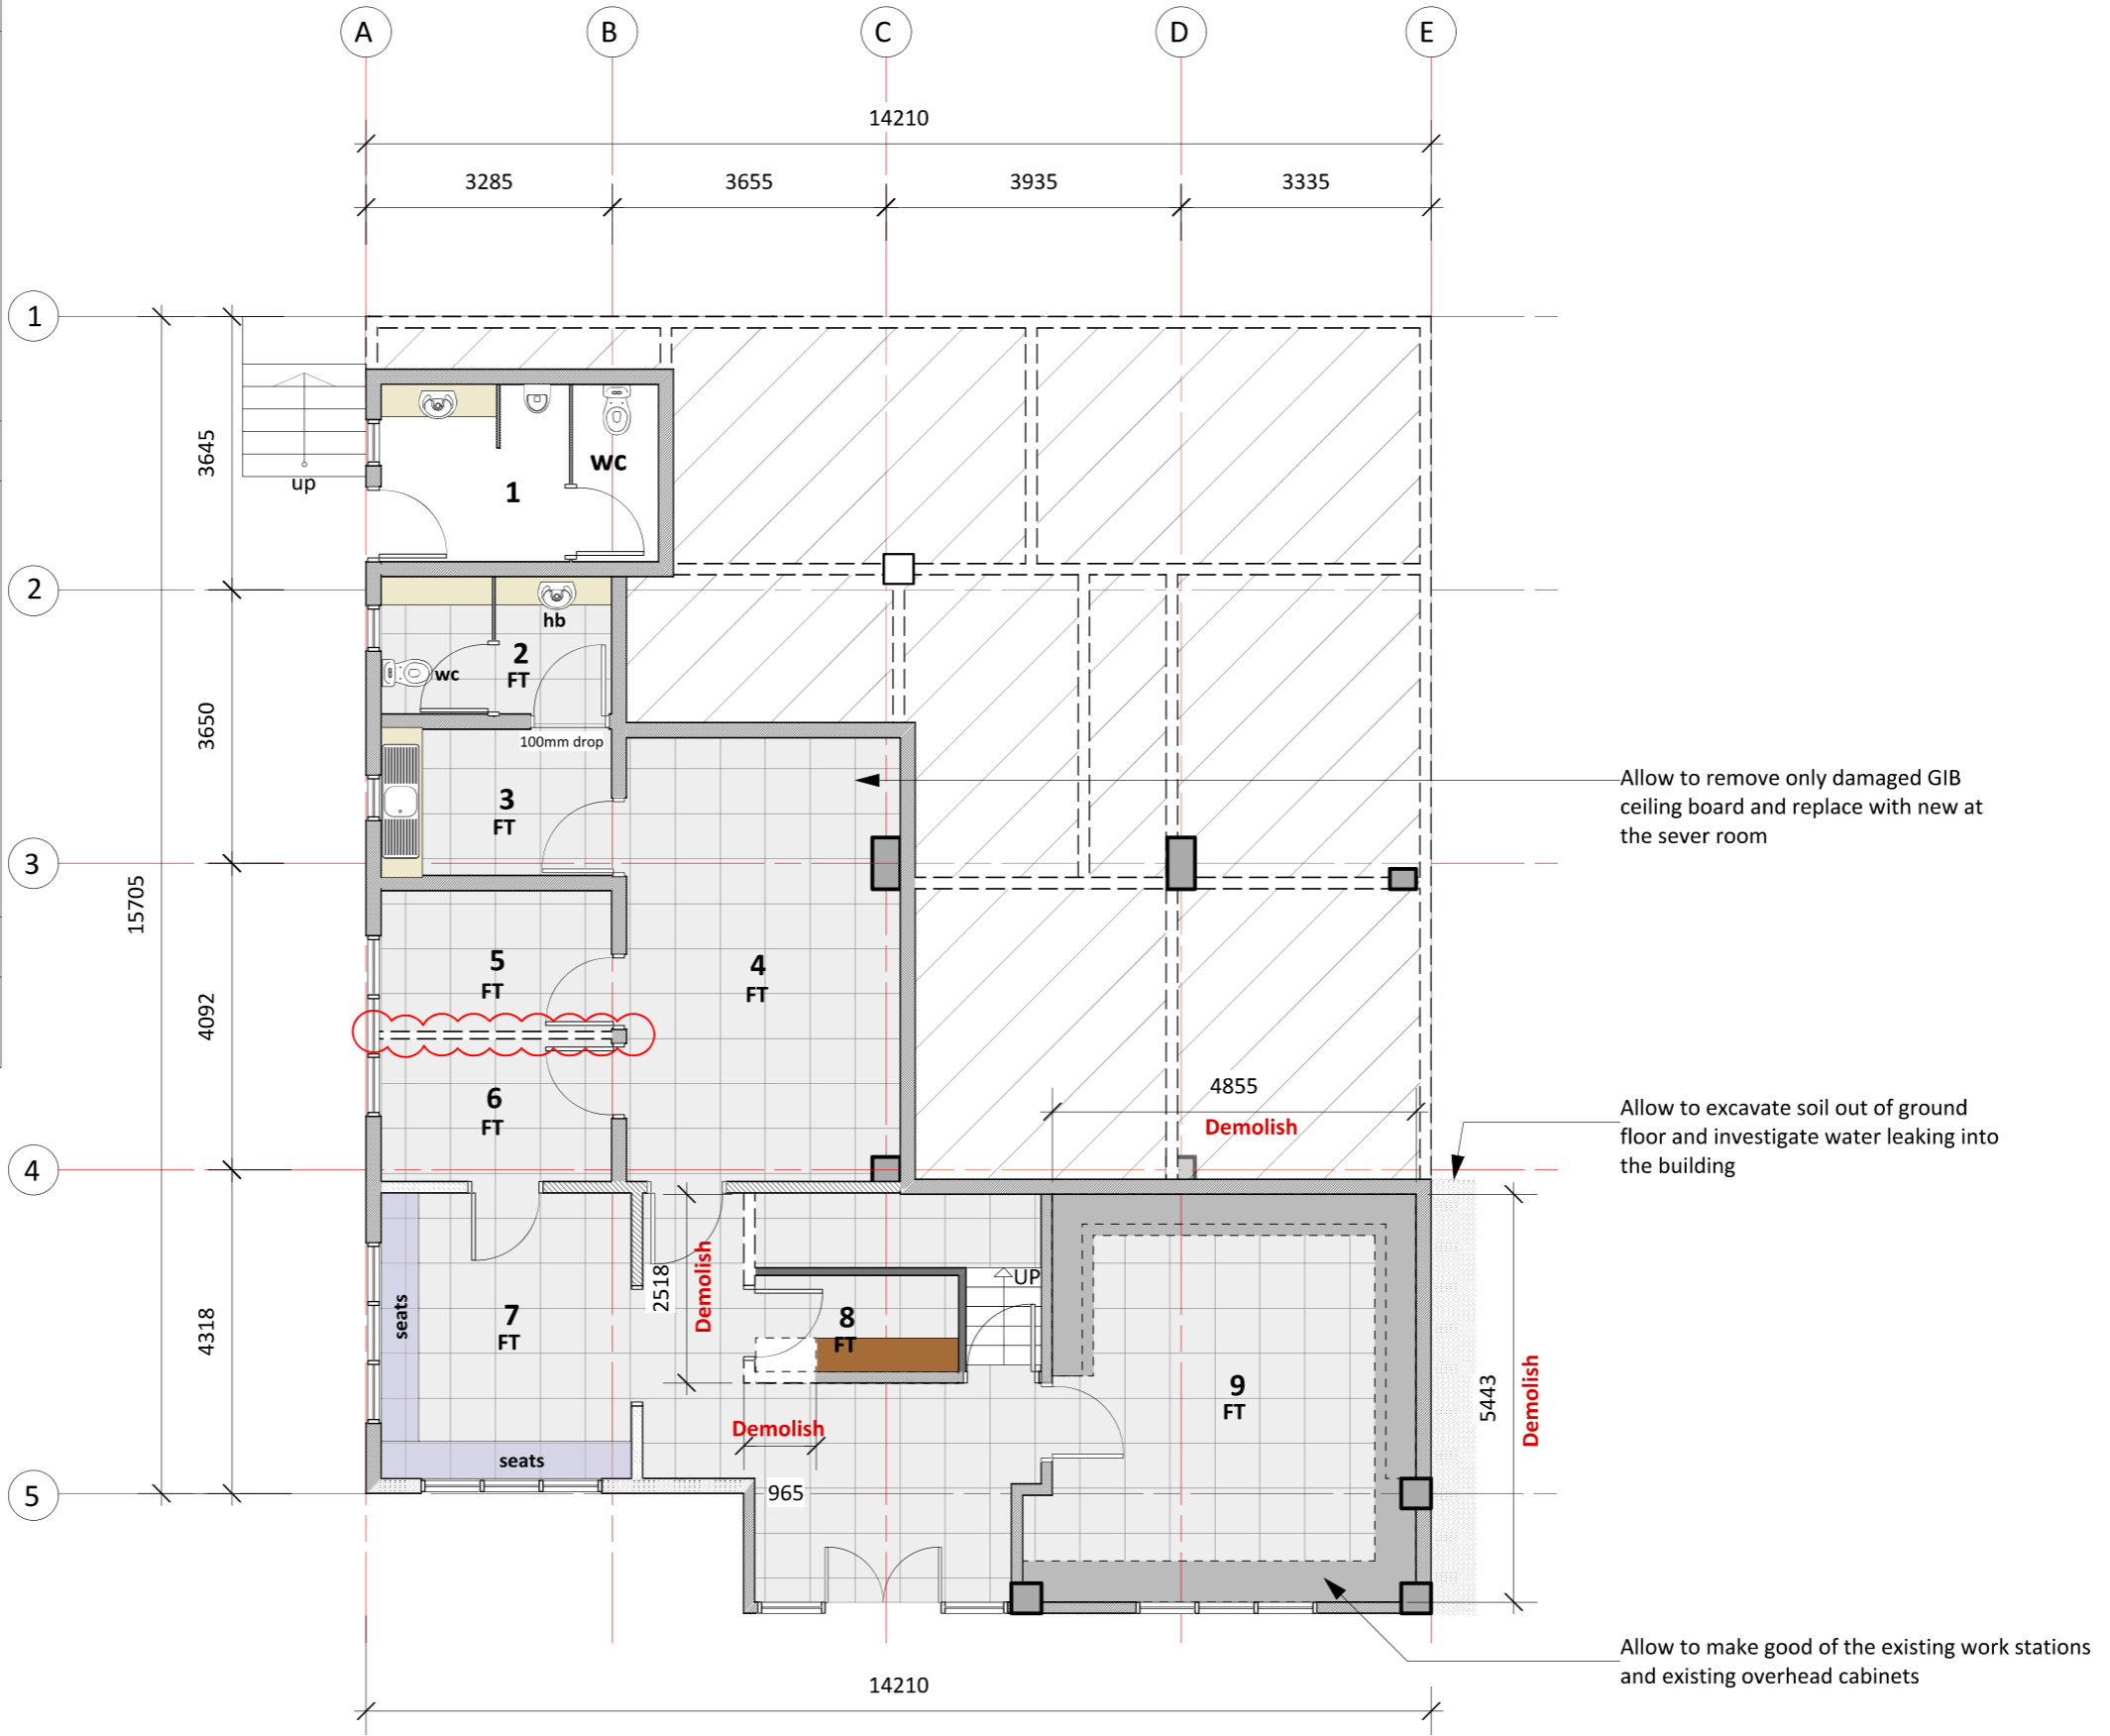 A
B
C
D
E
14210
3285
3655
3935
3335
1
2
3
4
5
15705
3645
3650
4092
4318
up
wc
1
hb
2
FT
wc
100mm drop
3
FT
5
FT
4
FT
6
FT
Allow to remove only damaged GIB
ceiling board and replace with new at
the sever room
4855
Demolish
Allow to excavate soil out of ground
floor and investigate water leaking into
the building
seats
7
FT
seats
2518
Demolish
UP
8
FT
Demolish
965
9
FT
5443
Demolish
Allow to make good of the existing work stations
and existing overhead cabinets
14210